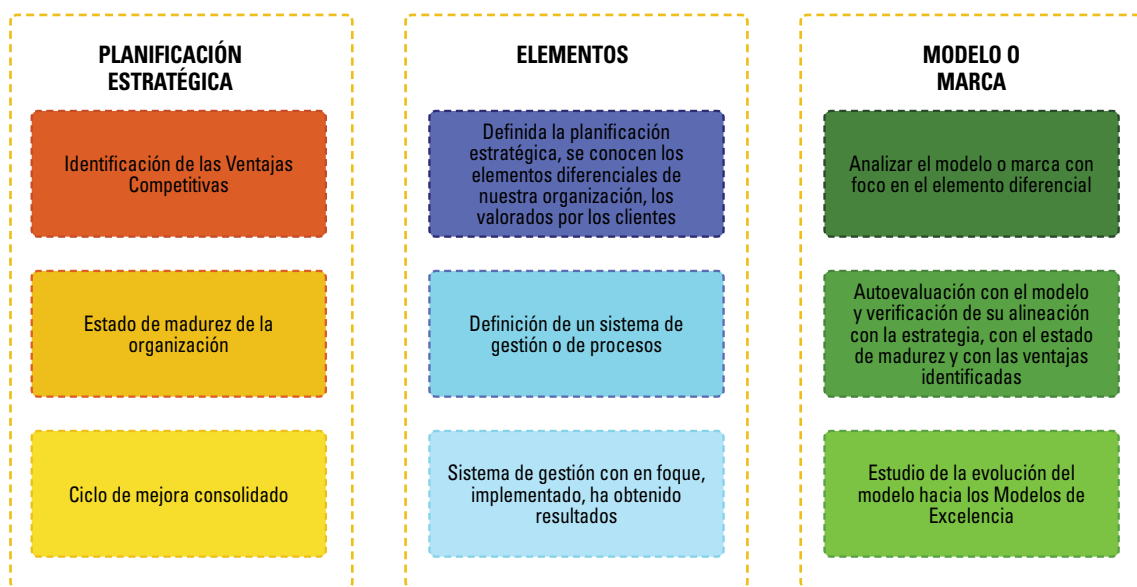 PLANIFICACIÓN
ESTRATÉGICA
Identificación de las Ventajas
Competitivas
Estado de madurez de la
organización
Ciclo de mejora consolidado
ELEMENTOS
Definida la planificación
estratégica, se conocen los
elementos diferenciales de
nuestra organización, los
valorados por los clientes
Definición de un sistema de
gestión o de procesos
Sistema de gestión con en foque,
implementado, ha obtenido
resultados
MODELO O
MARCA
Analizar el modelo o marca con
foco en el elemento diferencial
Autoevaluación con el modelo
y verificación de su alineación
con la estrategia, con el estado
de madurez y con las ventajas
identificadas
Estudio de la evolución del
modelo hacia los Modelos de
Excelencia